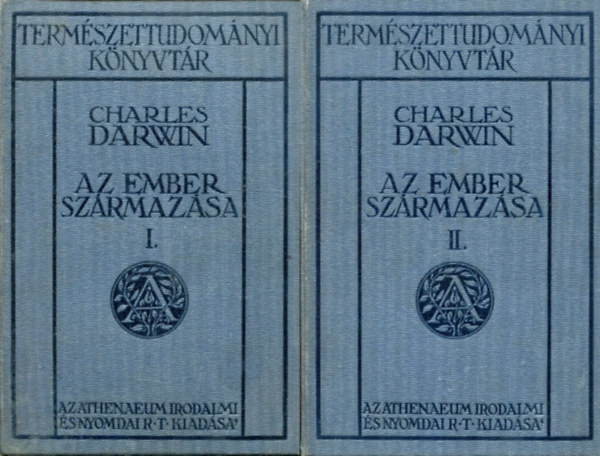 TERMÉSZETTUDOMÁNYI
KÖNYVTÁR
CHARLES
DARWIN
AZ EMBER
SZÁRMAZÁSA
I.
A
AZ ATHENAEUM IRODALMI
ÉS NYOMDAI R·T· KIADÁSA
TERMÉSZETTUDOMÁNYI
KÖNYVTÁR
CHARLES
DARWIN
AZ EMBER
SZÁRMAZÁSA
II.
A
AZ ATHENAEUM IRODALMI
ÉS NYOMDAI R·T· KIADÁSA